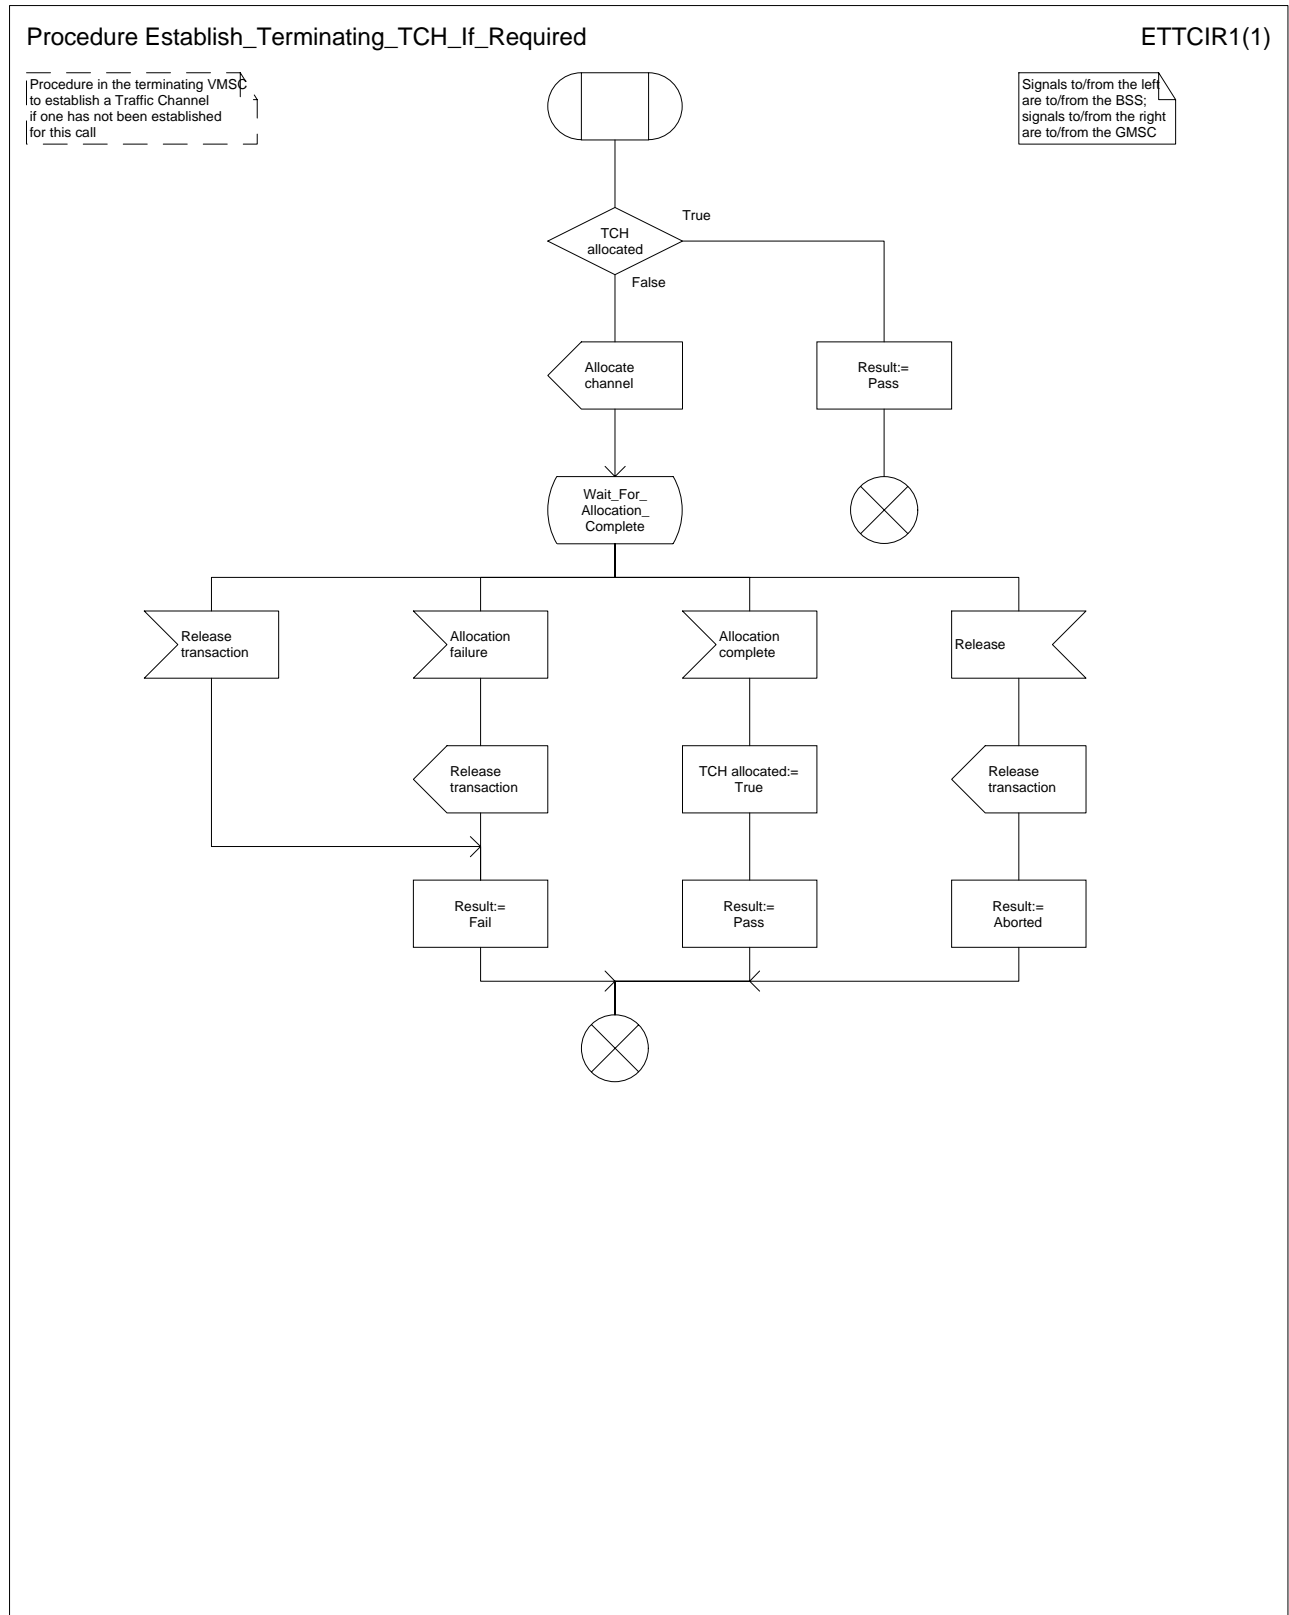 Procedure Establish_Terminating_TCH_If_Required
ETTCIR1(1)
Procedure in the terminating VMSC
to establish a Traffic Channel
if one has not been established
for this call
Signals to/from the left
are to/from the BSS;
signals to/from the right
are to/from the GMSC
TCH
allocated
True
False
Allocate
channel
Result:=
Pass
Wait_For_
Allocation_
Complete
Release
transaction
Allocation
failure
Allocation
complete
Release
Release
transaction
TCH allocated:=
True
Release
transaction
Result:=
Fail
Result:=
Pass
Result:=
Aborted